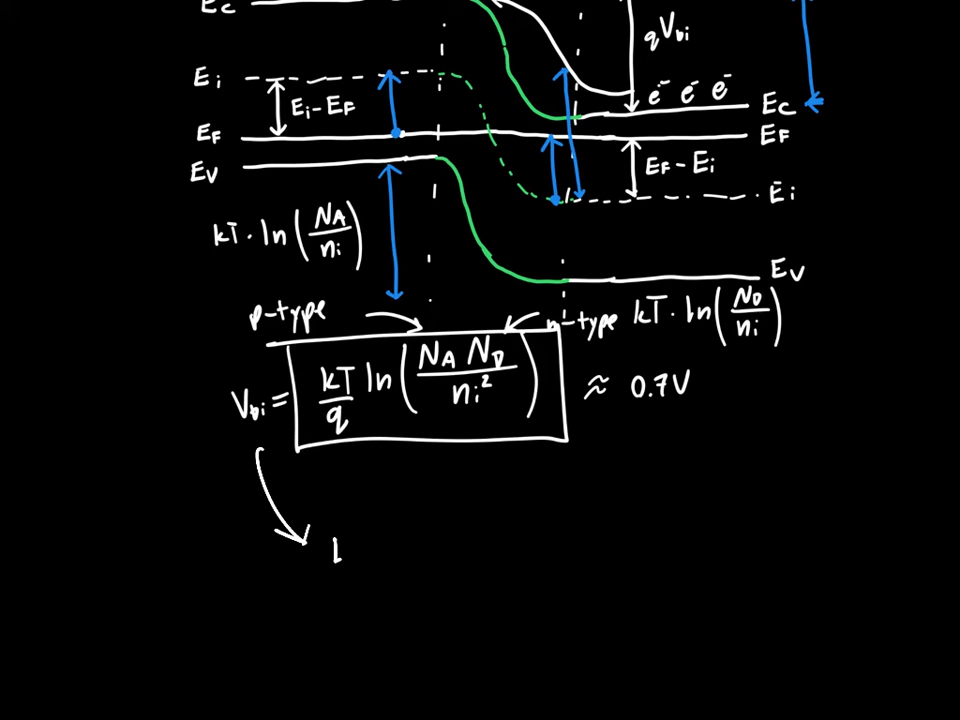 Ec
qVbi
Ei
Ei-EF
e⁻ e⁻ e⁻
Ec
EF
EF
EF-Ei
Ev
Ei
kT·ln(NA/ni)
Ev
p-type
n-type kT·ln(ND/ni)
Vbi = kT/q ln(NA ND/ni²) ≈ 0.7V